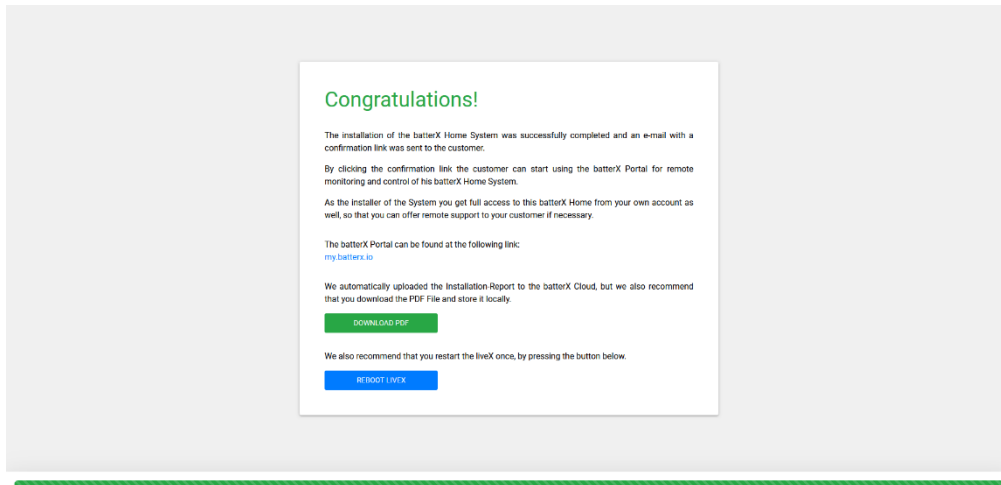 Congratulations!
The installation of the batterX Home System was successfully completed and an e-mail with a
confirmation link was sent to the customer.
By clicking the confirmation link the customer can start using the batterX Portal for remote
monitoring and control of his batterX Home System.
As the installer of the System you get full access to this batterX Home from your own account as
well, so that you can offer remote support to your customer if necessary.
The batterX Portal can be found at the following link:
my.batterx.io
We automatically uploaded the Installation-Report to the batterX Cloud, but we also recommend
that you download the PDF File and store it locally.
DOWNLOAD PDF
We also recommend that you restart the liveX once, by pressing the button below.
REBOOT LIVEX